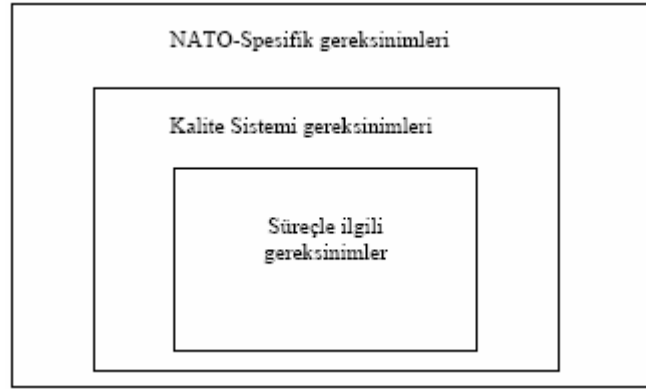 NATO-Spesifik gereksinimleri
Kalite Sistemi gereksinimleri
Süreçle ilgili
gereksinimler